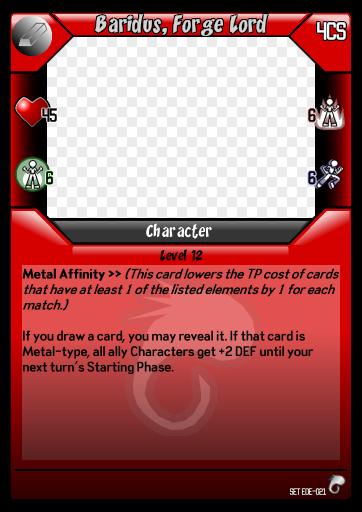 Baridus, Forge Lord
4CS
45
6
6
6
Character
Level 12
Metal Affinity >> (This card lowers the TP cost of cards
that have at least 1 of the listed elements by 1 for each
match.)
If you draw a card, you may reveal it. If that card is
Metal-type, all ally Characters get +2 DEF until your
next turn's Starting Phase.
SET EOE-021